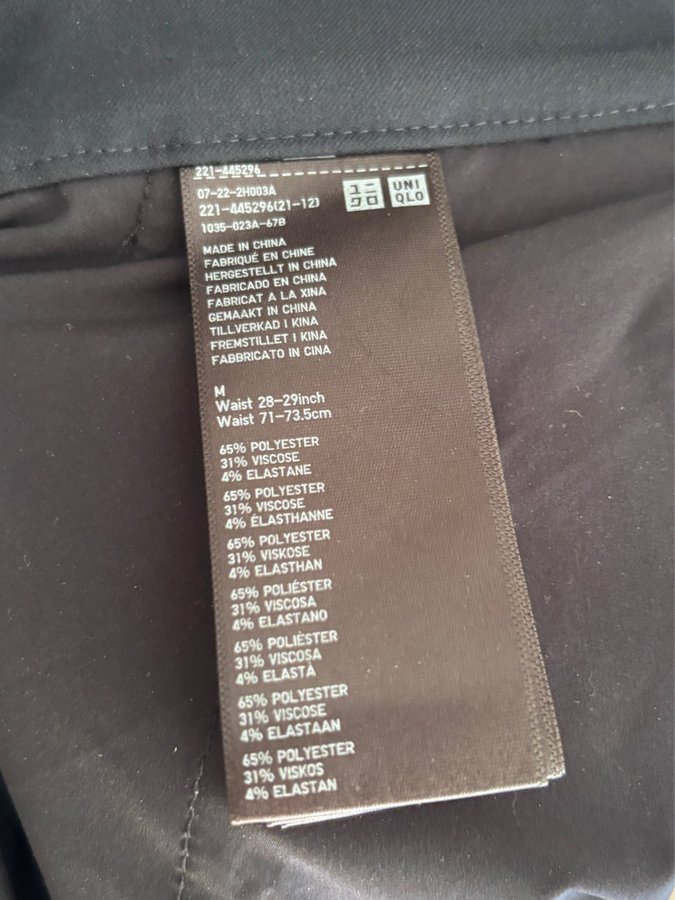 221-445296
07-22-2H003A
221-445296(21-12)
1035-023A-67B
ユニ
クロ
UNI
QLO
MADE IN CHINA
FABRIQUÉ EN CHINE
HERGESTELLT IN CHINA
FABRICADO EN CHINA
FABRICAT A LA XINA
GEMAAKT IN CHINA
TILLVERKAD I KINA
FREMSTILLET I KINA
FABBRICATO IN CINA
M
Waist 28-29inch
Waist 71-73.5cm
65% POLYESTER
31% VISCOSE
4% ELASTANE
65% POLYESTER
31% VISCOSE
4% ÉLASTHANNE
65% POLYESTER
31% VISKOSE
4% ELASTHAN
65% POLIÉSTER
31% VISCOSA
4% ELASTANO
65% POLIÈSTER
31% VISCOSA
4% ELASTÀ
65% POLYESTER
31% VISCOSE
4% ELASTAAN
65% POLYESTER
31% VISKOS
4% ELASTAN